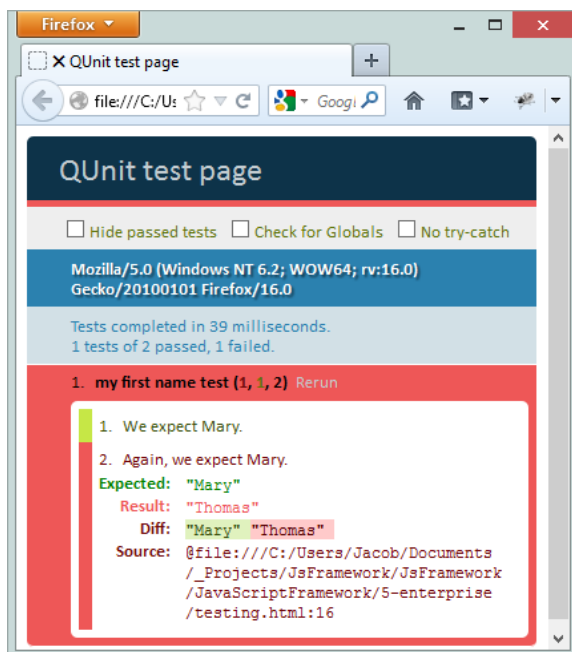 Firefox
QUnit test page
file:///C:/Us
Googl
QUnit test page
Hide passed tests Check for Globals No try-catch
Mozilla/5.0 (Windows NT 6.2; WOW64; rv:16.0)
Gecko/20100101 Firefox/16.0
Tests completed in 39 milliseconds.
1 tests of 2 passed, 1 failed.
1. my first name test (1, 1, 2) Rerun
1. We expect Mary.
2. Again, we expect Mary.
Expected: "Mary"
Result: "Thomas"
Diff: "Mary" "Thomas"
Source: @file:///C:/Users/Jacob/Documents
/_Projects/JsFramework/JsFramework
/JavaScriptFramework/5-enterprise
/testing.html:16